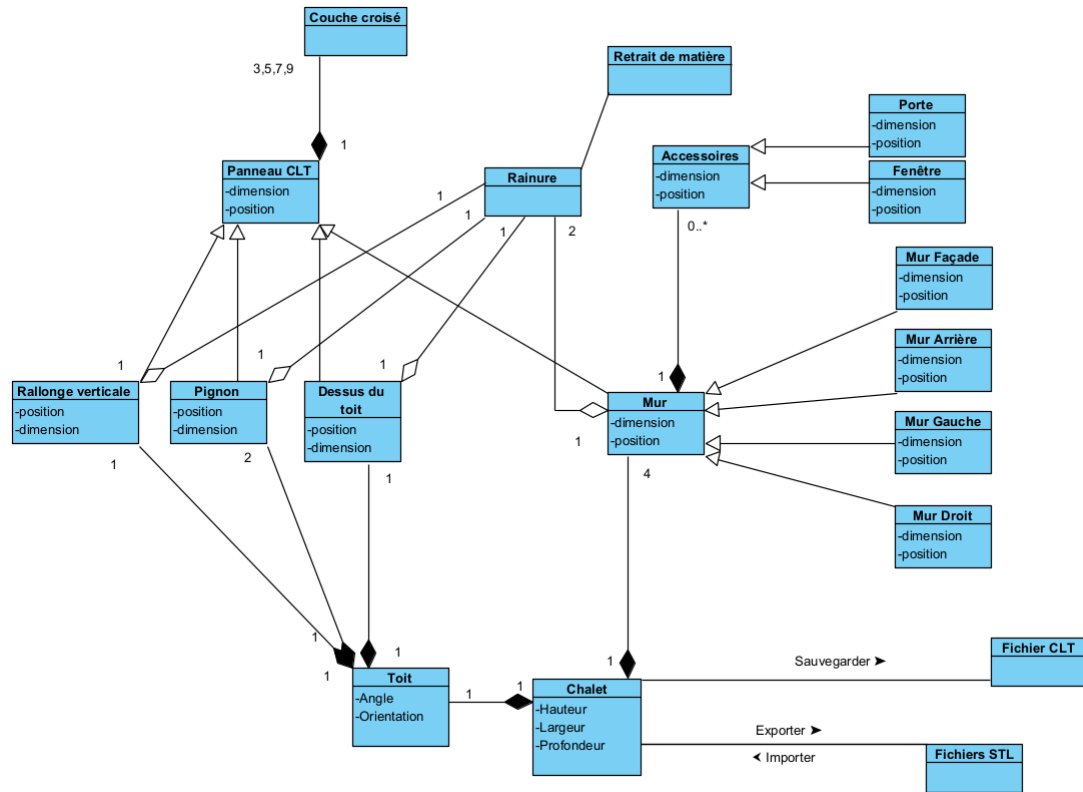 Couche croisé
3,5,7,9
1
Retrait de matière
Panneau CLT
-dimension
-position
Rainure
Accessoires
-dimension
-position
Porte
-dimension
-position
Fenêtre
-dimension
-position
1
1
1
2
0..*
Mur Façade
-dimension
-position
Mur Arrière
-dimension
-position
Mur Gauche
-dimension
-position
Mur Droit
-dimension
-position
1
1
1
1
Rallonge verticale
-position
-dimension
Pignon
-position
-dimension
Dessus du
toit
-position
-dimension
Mur
-dimension
-position
1
1
2
1
4
1
1
1
Toit
-Angle
-Orientation
1
1
1
Chalet
-Hauteur
-Largeur
-Profondeur
Sauvegarder ➤
Fichier CLT
Exporter ➤
< Importer
Fichiers STL